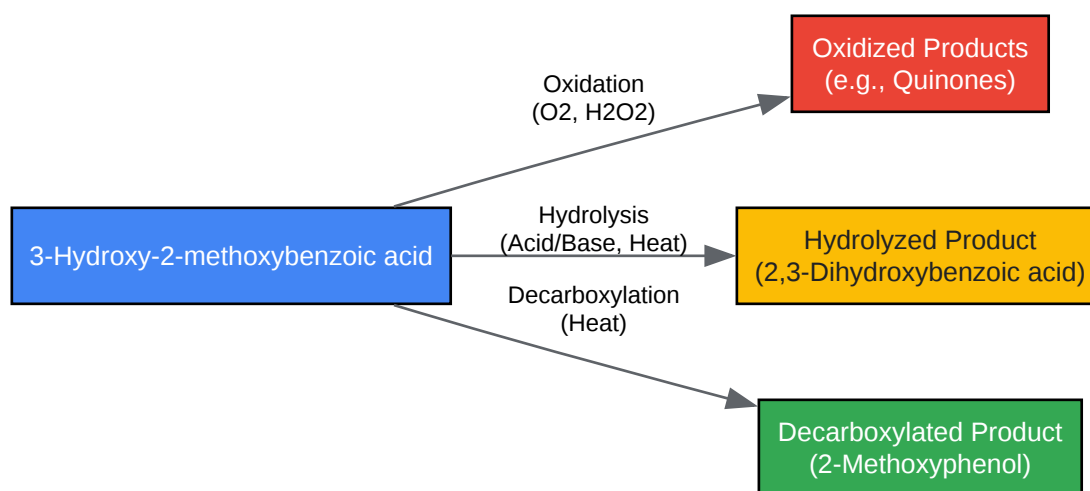 Oxidized Products
(e.g., Quinones)
Oxidation
(O2, H2O2)
3-Hydroxy-2-methoxybenzoic acid
Hydrolysis
(Acid/Base, Heat)
Hydrolyzed Product
(2,3-Dihydroxybenzoic acid)
Decarboxylation
(Heat)
Decarboxylated Product
(2-Methoxyphenol)